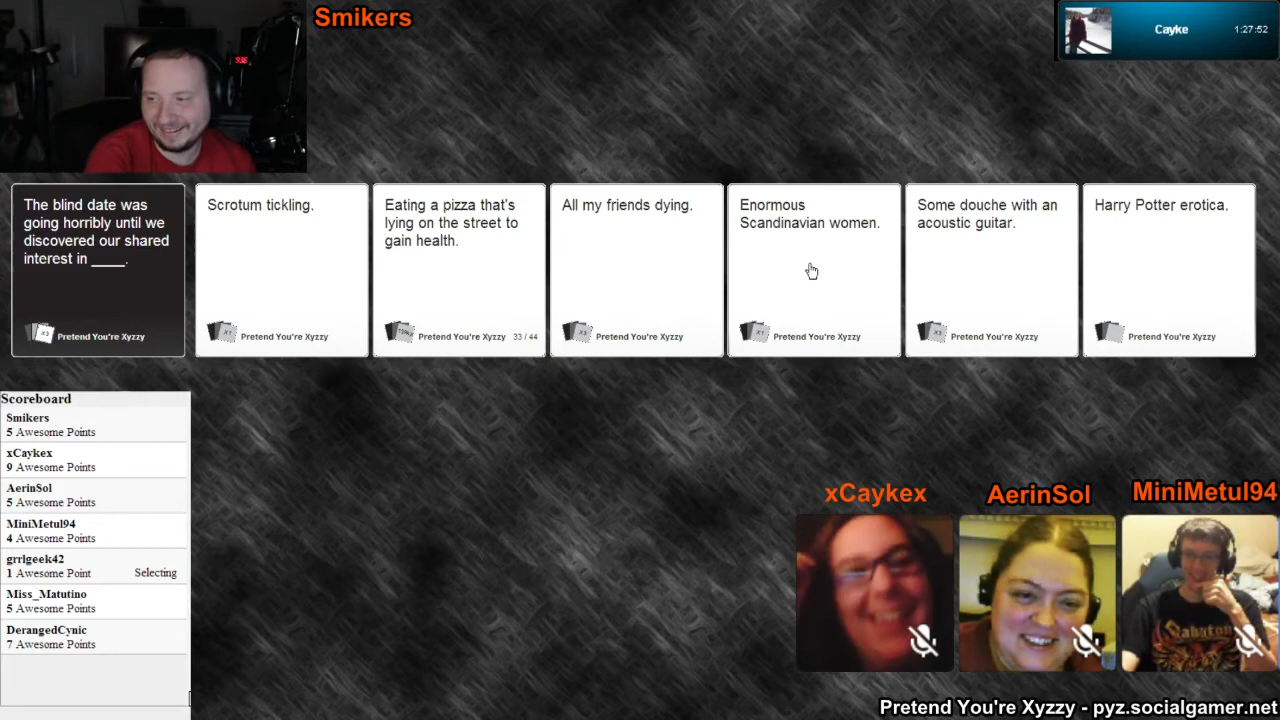 Smikers
Cayke
1:27:52
The blind date was
going horribly until we
discovered our shared
interest in ____.
Pretend You're Xyzzy
Scrotum tickling.
Pretend You're Xyzzy
Eating a pizza that's
lying on the street to
gain health.
Pretend You're Xyzzy 33 / 44
All my friends dying.
Pretend You're Xyzzy
Enormous
Scandinavian women.
Pretend You're Xyzzy
Some douche with an
acoustic guitar.
Pretend You're Xyzzy
Harry Potter erotica.
Pretend You're Xyzzy
Scoreboard
Smikers
5 Awesome Points
xCaykex
9 Awesome Points
AerinSol
5 Awesome Points
MiniMetul94
4 Awesome Points
grrlgeek42
1 Awesome Point Selecting
Miss_Matutino
5 Awesome Points
DerangedCynic
7 Awesome Points
xCaykex
AerinSol
MiniMetul94
Sabaton
Pretend You're Xyzzy - pyz.socialgamer.net